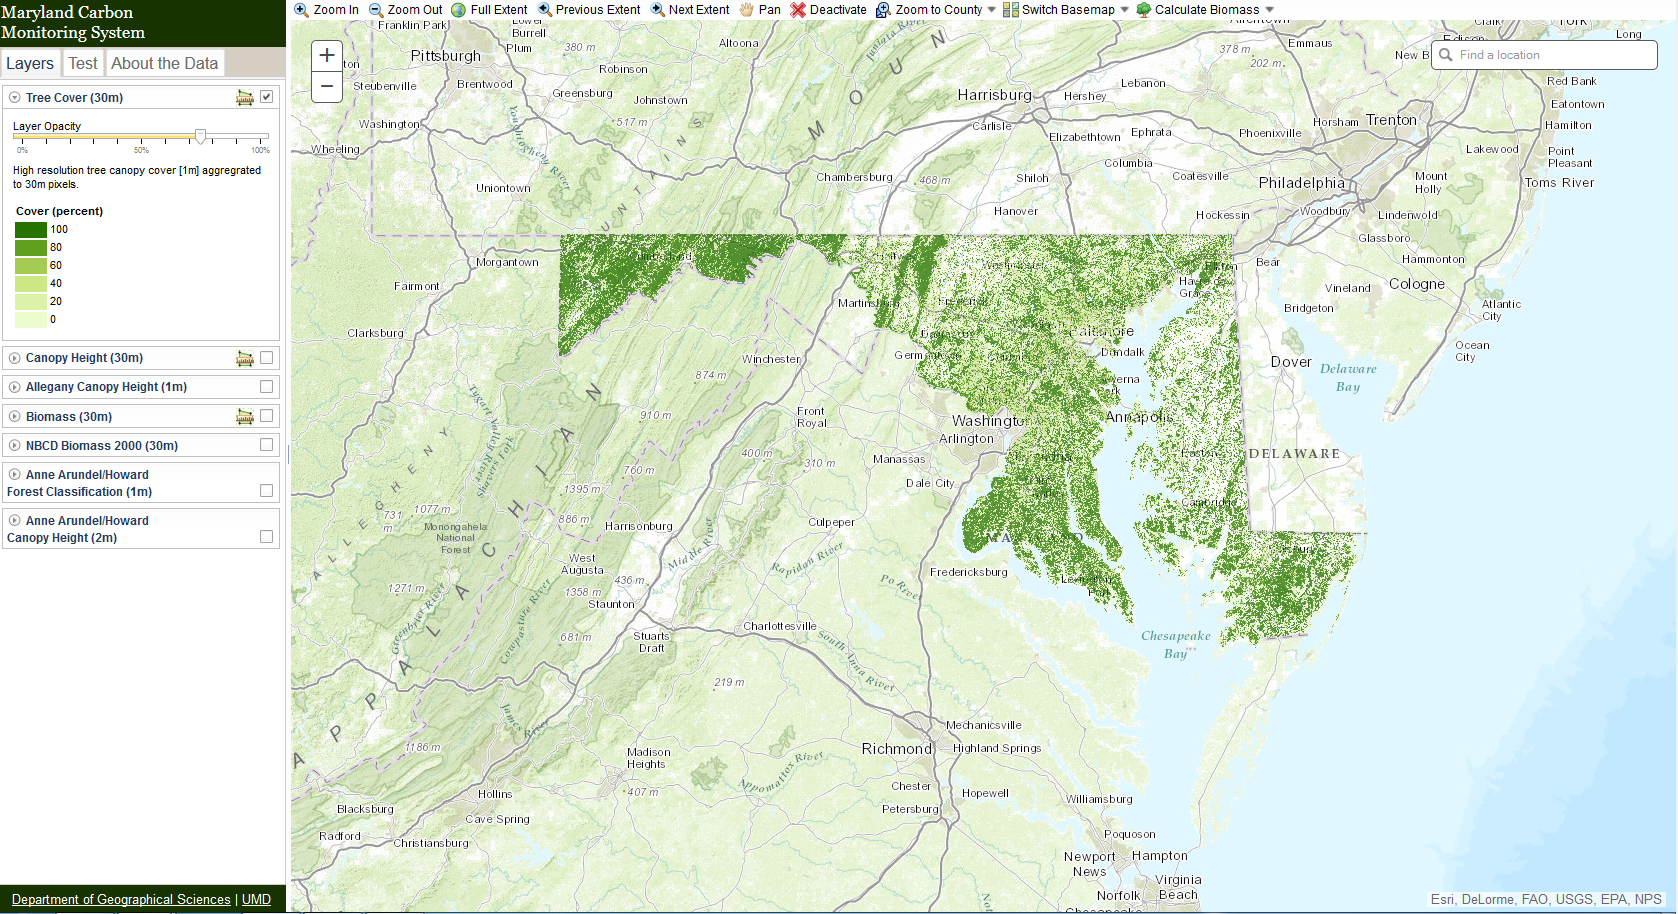 Maryland Carbon
Monitoring System
Zoom In
Zoom Out
Full Extent
Previous Extent
Next Extent
Pan
Deactivate
Zoom to County
Switch Basemap
Calculate Biomass
Layers
Test
About the Data
Tree Cover (30m)
Layer Opacity
0%
50%
100%
High resolution tree canopy cover [1m] aggregrated
to 30m pixels.
Cover (percent)
100
80
60
40
20
0
Canopy Height (30m)
Allegany Canopy Height (1m)
Biomass (30m)
NBCD Biomass 2000 (30m)
Anne Arundel/Howard
Forest Classification (1m)
Anne Arundel/Howard
Canopy Height (2m)
Department of Geographical Sciences | UMD
+
−
Find a location
Franklin Park
Lower
Burrell
Plum
380 m
Altoona
Juniata
Emmaus
378 m
202 m
Long
Pittsburgh
Robinson
Steubenville
Brentwood
Greensburg
Johnstown
Harrisburg
Hershey
Lebanon
Red Bank
Eatontown
Washington
517 m
Carlisle
Elizabethtown
Ephrata
Phoenixville
Horsham
Trenton
Hamilton
Wheeling
Youghiogheny River
Columbia
Lakewood
Point
Pleasant
Uniontown
Chambersburg
468 m
Shiloh
Coatesville
Philadelphia
Mount
Holly
Toms River
Hanover
Hockessin
Woodbury
Lindenwold
Glassboro
Morgantown
Bear
Hammonton
Fairmont
Vineland
Cologne
Martinsburg
Grace
Bridgeton
Atlantic
City
Clarksburg
Baltimore
Dundalk
Ocean
City
Winchester
Dover
Delaware
Bay
874 m
Annapolis
910 m
Front
Royal
Washington
Arlington
DELAWARE
Tygart Valley River
Shavers Fork
400 m
310 m
Manassas
760 m
Dale City
1395 m
Cambridge
731
1077 m
886 m
Harrisonburg
Culpeper
Monongahela
National
Forest
MARYLAND
West
Augusta
Middle River
Rapidan River
Fredericksburg
1271 m
436 m
1358 m
Po River
Staunton
Greenbrier River
Cowpasture River
681 m
Stuarts
Draft
Charlottesville
South Anna River
Chesapeake
Bay
219 m
James River
Mechanicsville
1186 m
Madison
Heights
Richmond
Highland Springs
Appomattox River
407 m
Hollins
Chester
Hopewell
Blacksburg
Cave Spring
Petersburg
Williamsburg
Radford
Christiansburg
Poquoson
Newport
News
Hampton
Virginia
Beach
Norfolk
Chesapeake
APPALACHIAN
MOUNTAINS
ALLEGHENY
MOUNTAINS
Esri, DeLorme, FAO, USGS, EPA, NPS